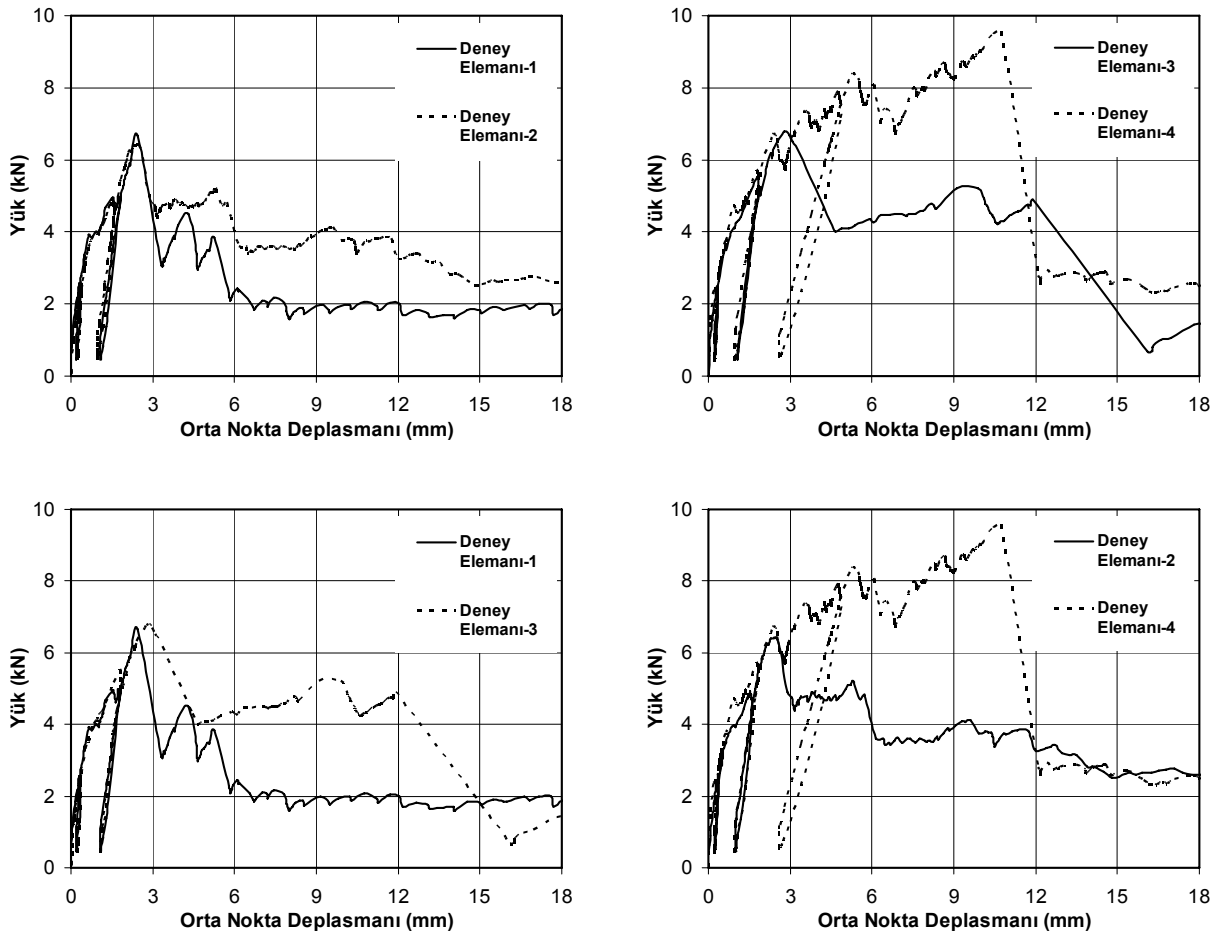 10
8
6
4
2
0
Yük (kN)
0 3 6 9 12 15 18
Orta Nokta Deplasmanı (mm)
Deney
Elemanı-1
Deney
Elemanı-2
10
8
6
4
2
0
Yük (kN)
0 3 6 9 12 15 18
Orta Nokta Deplasmanı (mm)
Deney
Elemanı-3
Deney
Elemanı-4
10
8
6
4
2
0
Yük (kN)
0 3 6 9 12 15 18
Orta Nokta Deplasmanı (mm)
Deney
Elemanı-1
Deney
Elemanı-3
10
8
6
4
2
0
Yük (kN)
0 3 6 9 12 15 18
Orta Nokta Deplasmanı (mm)
Deney
Elemanı-2
Deney
Elemanı-4